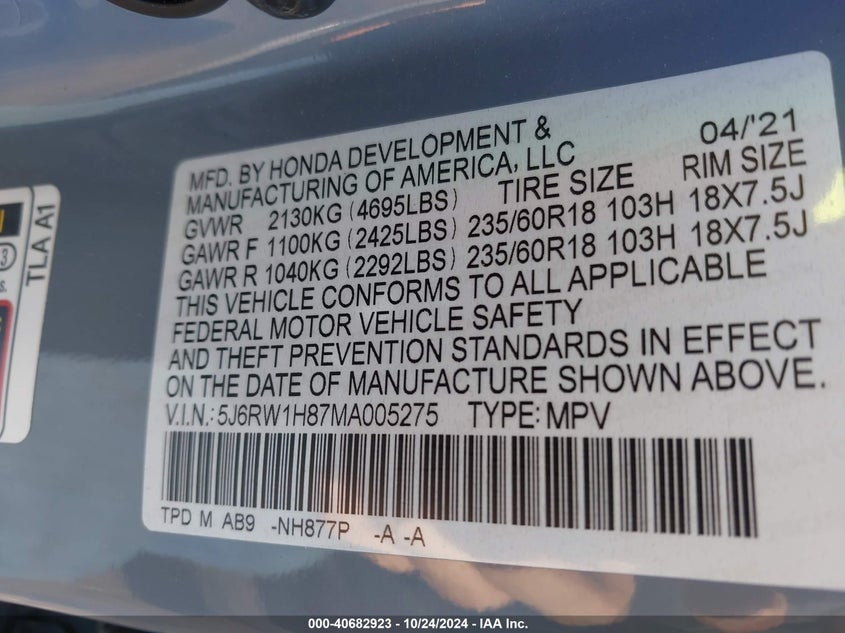 MFD. BY HONDA DEVELOPMENT & 04/'21
MANUFACTURING OF AMERICA, LLC RIM SIZE
GVWR 2130KG (4695LBS) TIRE SIZE
GAWR F 1100KG (2425LBS) 235/60R18 103H 18X7.5J
GAWR R 1040KG (2292LBS) 235/60R18 103H 18X7.5J
THIS VEHICLE CONFORMS TO ALL APPLICABLE
FEDERAL MOTOR VEHICLE SAFETY
AND THEFT PREVENTION STANDARDS IN EFFECT
ON THE DATE OF MANUFACTURE SHOWN ABOVE.
V.I.N.: 5J6RW1H87MA005275 TYPE: MPV
TPD M AB9 -NH877P -A -A
TLA A1
3
000-40682923 - 10/24/2024 - IAA Inc.